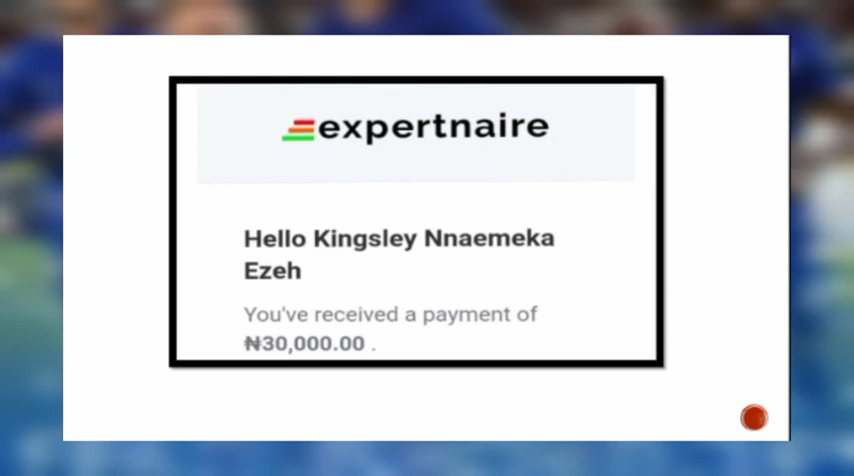 expertnaire
Hello Kingsley Nnaemeka
Ezeh
You've received a payment of
₦30,000.00 .